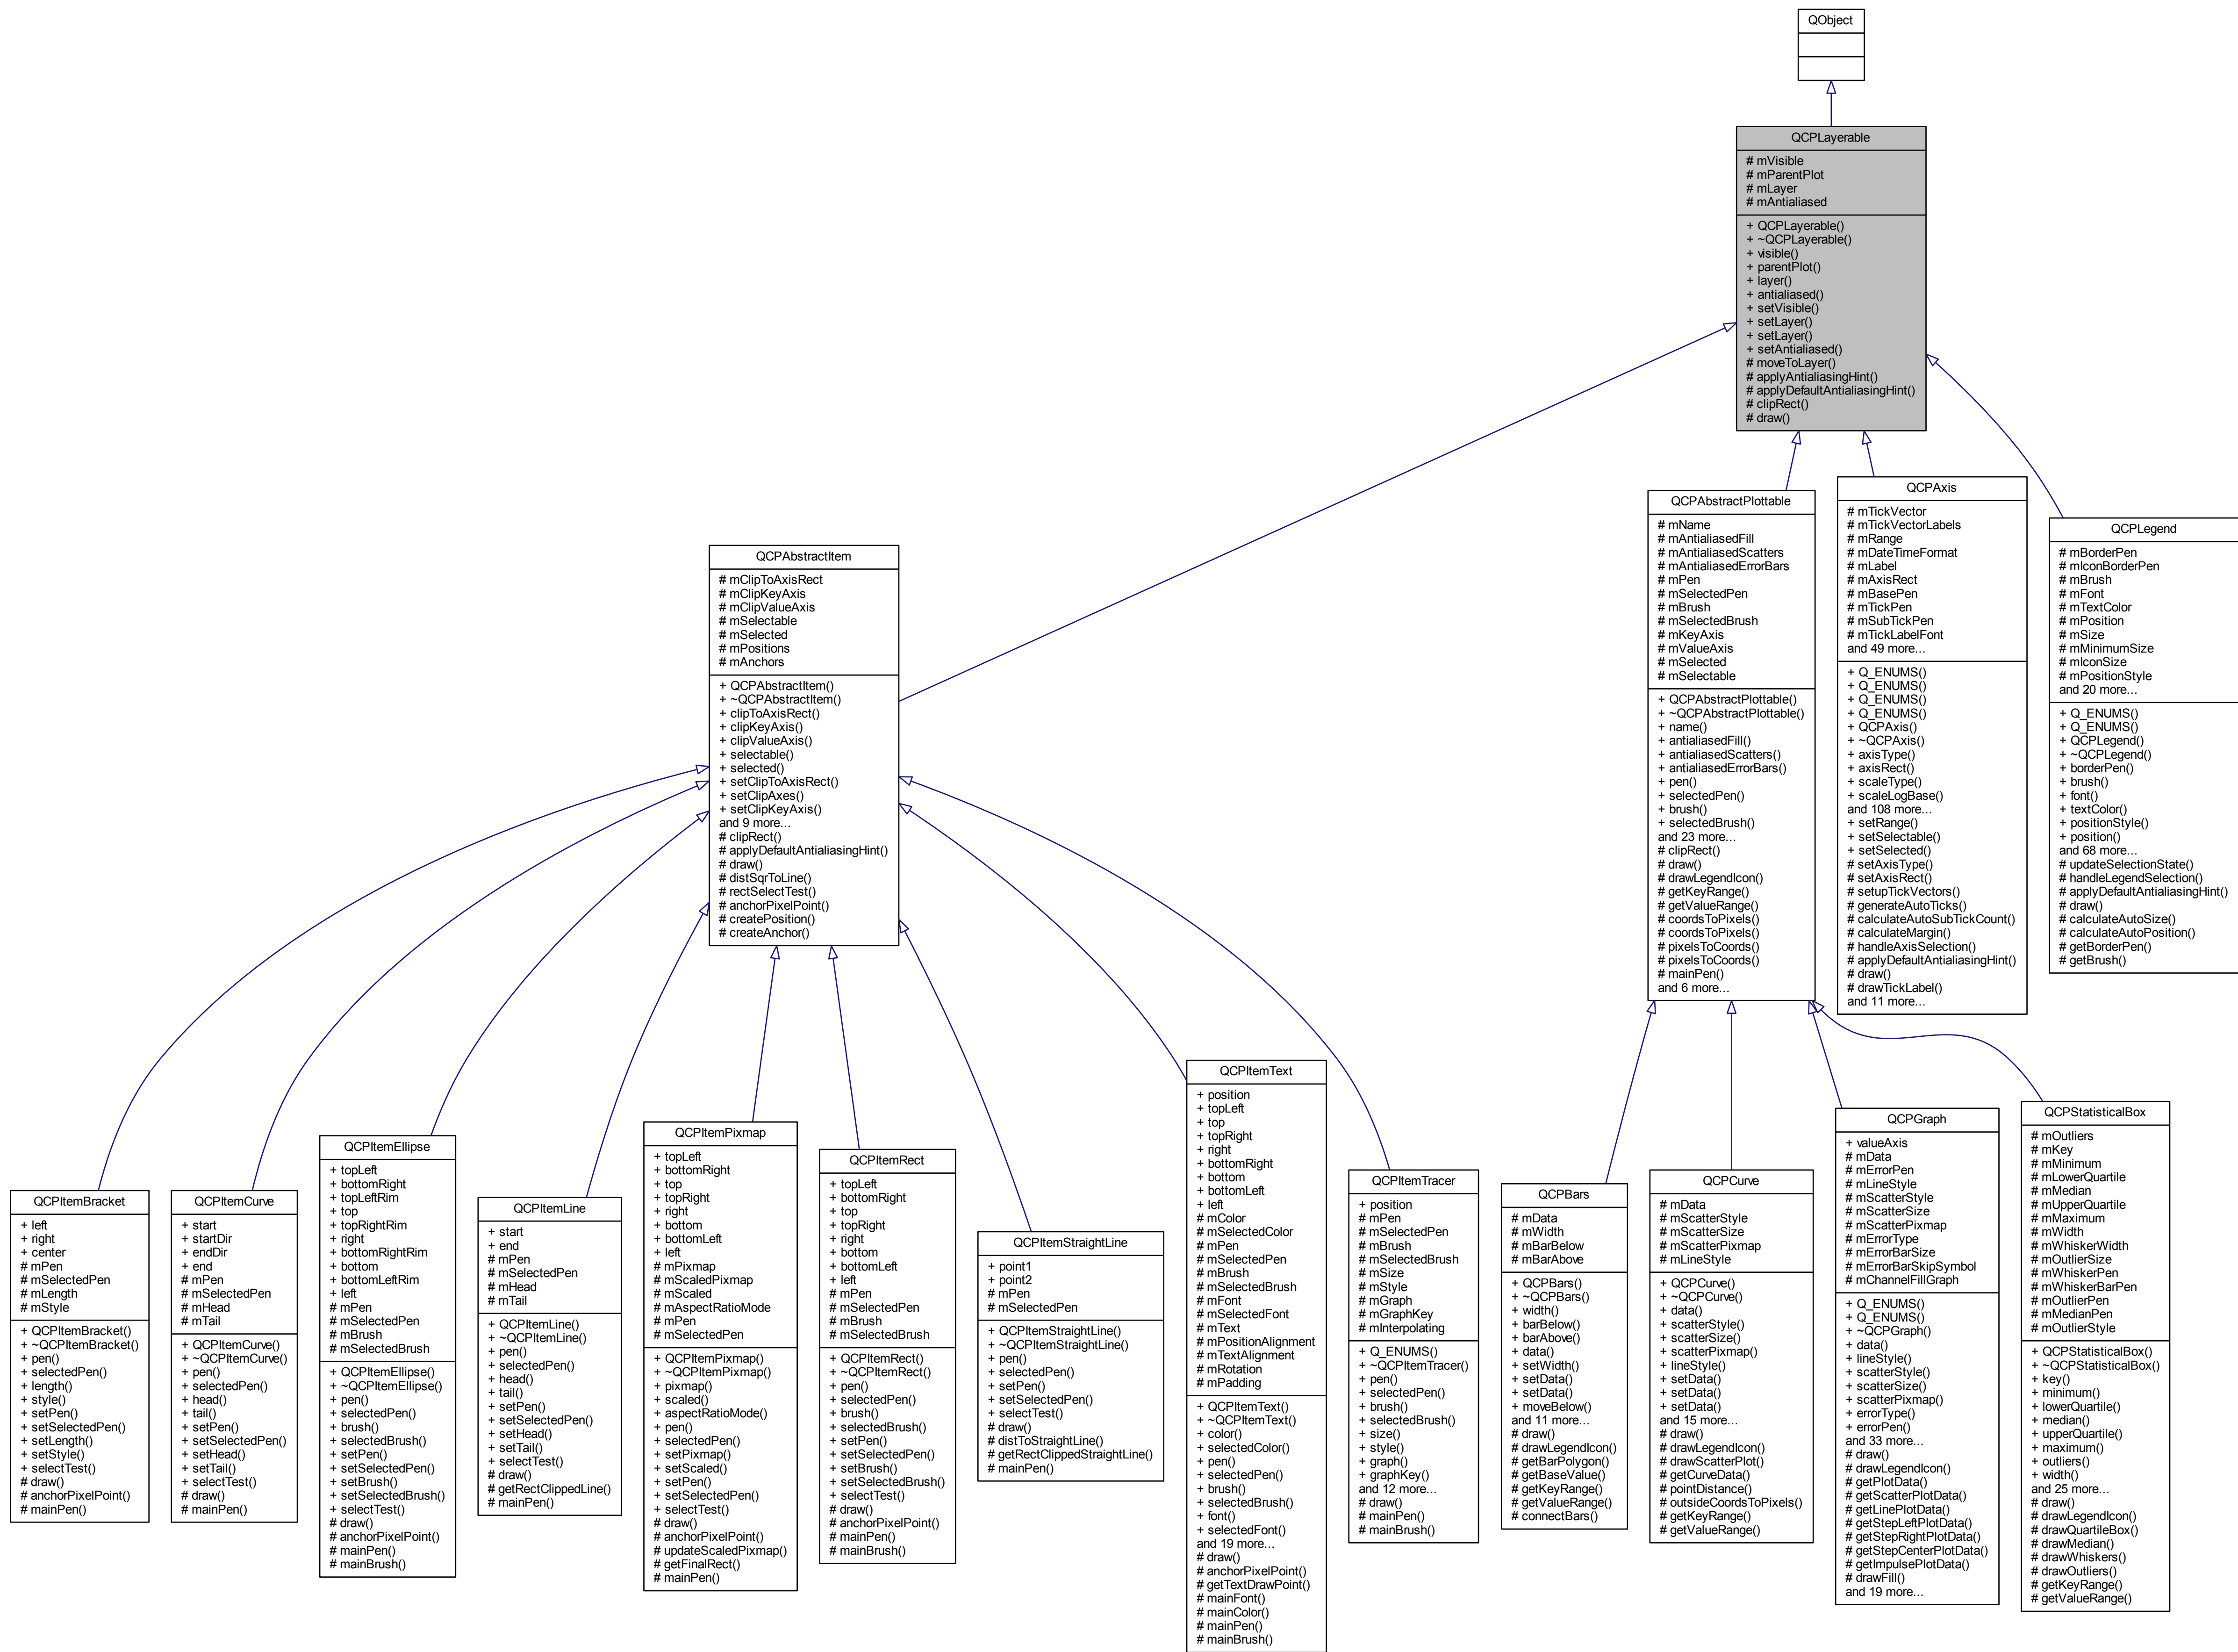 QObject
QCPLayerable
# mVisible
# mParentPlot
# mLayer
# mAntialiased
+ QCPLayerable()
+ ~QCPLayerable()
+ visible()
+ parentPlot()
+ layer()
+ antialiased()
+ setVisible()
+ setLayer()
+ setLayer()
+ setAntialiased()
# moveToLayer()
# applyAntialiasingHint()
# applyDefaultAntialiasingHint()
# clipRect()
# draw()
QCPAbstractItem
# mClipToAxisRect
# mClipKeyAxis
# mClipValueAxis
# mSelectable
# mSelected
# mPositions
# mAnchors
+ QCPAbstractItem()
+ ~QCPAbstractItem()
+ clipToAxisRect()
+ clipKeyAxis()
+ clipValueAxis()
+ selectable()
+ selected()
+ setClipToAxisRect()
+ setClipAxes()
+ setClipKeyAxis()
and 9 more...
# clipRect()
# applyDefaultAntialiasingHint()
# draw()
# distSqrToLine()
# rectSelectTest()
# anchorPixelPoint()
# createPosition()
# createAnchor()
QCPAbstractPlottable
# mName
# mAntialiasedFill
# mAntialiasedScatters
# mAntialiasedErrorBars
# mPen
# mSelectedPen
# mBrush
# mSelectedBrush
# mKeyAxis
# mValueAxis
# mSelected
# mSelectable
+ QCPAbstractPlottable()
+ ~QCPAbstractPlottable()
+ name()
+ antialiasedFill()
+ antialiasedScatters()
+ antialiasedErrorBars()
+ pen()
+ selectedPen()
+ brush()
+ selectedBrush()
and 23 more...
# clipRect()
# draw()
# drawLegendIcon()
# getKeyRange()
# getValueRange()
# coordsToPixels()
# coordsToPixels()
# pixelsToCoords()
# pixelsToCoords()
# mainPen()
and 6 more...
QCPAxis
# mTickVector
# mTickVectorLabels
# mRange
# mDateTimeFormat
# mLabel
# mAxisRect
# mBasePen
# mTickPen
# mSubTickPen
# mTickLabelFont
and 49 more...
+ Q_ENUMS()
+ Q_ENUMS()
+ Q_ENUMS()
+ Q_ENUMS()
+ QCPAxis()
+ ~QCPAxis()
+ axisType()
+ axisRect()
+ scaleType()
+ scaleLogBase()
and 108 more...
+ setRange()
+ setSelectable()
+ setSelected()
# setAxisType()
# setAxisRect()
# setupTickVectors()
# generateAutoTicks()
# calculateAutoSubTickCount()
# calculateMargin()
# handleAxisSelection()
# applyDefaultAntialiasingHint()
# draw()
# drawTickLabel()
and 11 more...
QCPLegend
# mBorderPen
# mIconBorderPen
# mBrush
# mFont
# mTextColor
# mPosition
# mSize
# mMinimumSize
# mIconSize
# mPositionStyle
and 20 more...
+ Q_ENUMS()
+ Q_ENUMS()
+ QCPLegend()
+ ~QCPLegend()
+ borderPen()
+ brush()
+ font()
+ textColor()
+ positionStyle()
+ position()
and 68 more...
# updateSelectionState()
# handleLegendSelection()
# applyDefaultAntialiasingHint()
# draw()
# calculateAutoSize()
# calculateAutoPosition()
# getBorderPen()
# getBrush()
QCPItemBracket
+ left
+ right
+ center
# mPen
# mSelectedPen
# mLength
# mStyle
+ QCPItemBracket()
+ ~QCPItemBracket()
+ pen()
+ selectedPen()
+ length()
+ style()
+ setPen()
+ setSelectedPen()
+ setLength()
+ setStyle()
+ selectTest()
# draw()
# anchorPixelPoint()
# mainPen()
QCPItemCurve
+ start
+ startDir
+ endDir
+ end
# mPen
# mSelectedPen
# mHead
# mTail
+ QCPItemCurve()
+ ~QCPItemCurve()
+ pen()
+ selectedPen()
+ head()
+ tail()
+ setPen()
+ setSelectedPen()
+ setHead()
+ setTail()
+ selectTest()
# draw()
# mainPen()
QCPItemEllipse
+ topLeft
+ bottomRight
+ topLeftRim
+ top
+ topRightRim
+ right
+ bottomRightRim
+ bottom
+ bottomLeftRim
+ left
# mPen
# mSelectedPen
# mBrush
# mSelectedBrush
+ QCPItemEllipse()
+ ~QCPItemEllipse()
+ pen()
+ selectedPen()
+ brush()
+ selectedBrush()
+ setPen()
+ setSelectedPen()
+ setBrush()
+ setSelectedBrush()
+ selectTest()
# draw()
# anchorPixelPoint()
# mainPen()
# mainBrush()
QCPItemLine
+ start
+ end
# mPen
# mSelectedPen
# mHead
# mTail
+ QCPItemLine()
+ ~QCPItemLine()
+ pen()
+ selectedPen()
+ head()
+ tail()
+ setPen()
+ setSelectedPen()
+ setHead()
+ setTail()
+ selectTest()
# draw()
# getRectClippedLine()
# mainPen()
QCPItemPixmap
+ topLeft
+ bottomRight
+ top
+ topRight
+ right
+ bottom
+ bottomLeft
+ left
# mPixmap
# mScaledPixmap
# mScaled
# mAspectRatioMode
# mPen
# mSelectedPen
+ QCPItemPixmap()
+ ~QCPItemPixmap()
+ pixmap()
+ scaled()
+ aspectRatioMode()
+ pen()
+ selectedPen()
+ setPixmap()
+ setScaled()
+ setPen()
+ setSelectedPen()
+ selectTest()
# draw()
# anchorPixelPoint()
# updateScaledPixmap()
# getFinalRect()
# mainPen()
QCPItemRect
+ topLeft
+ bottomRight
+ top
+ topRight
+ right
+ bottom
+ bottomLeft
+ left
# mPen
# mSelectedPen
# mBrush
# mSelectedBrush
+ QCPItemRect()
+ ~QCPItemRect()
+ pen()
+ selectedPen()
+ brush()
+ selectedBrush()
+ setPen()
+ setSelectedPen()
+ setBrush()
+ setSelectedBrush()
+ selectTest()
# draw()
# anchorPixelPoint()
# mainPen()
# mainBrush()
QCPItemStraightLine
+ point1
+ point2
# mPen
# mSelectedPen
+ QCPItemStraightLine()
+ ~QCPItemStraightLine()
+ pen()
+ selectedPen()
+ setPen()
+ setSelectedPen()
+ selectTest()
# draw()
# distToStraightLine()
# getRectClippedStraightLine()
# mainPen()
QCPItemText
+ position
+ topLeft
+ top
+ topRight
+ right
+ bottomRight
+ bottom
+ bottomLeft
+ left
# mColor
# mSelectedColor
# mPen
# mSelectedPen
# mBrush
# mSelectedBrush
# mFont
# mSelectedFont
# mText
# mPositionAlignment
# mTextAlignment
# mRotation
# mPadding
+ QCPItemText()
+ ~QCPItemText()
+ color()
+ selectedColor()
+ pen()
+ selectedPen()
+ brush()
+ selectedBrush()
+ font()
+ selectedFont()
and 19 more...
# draw()
# anchorPixelPoint()
# getTextDrawPoint()
# mainFont()
# mainColor()
# mainPen()
# mainBrush()
QCPItemTracer
+ position
# mPen
# mSelectedPen
# mBrush
# mSelectedBrush
# mSize
# mStyle
# mGraph
# mGraphKey
# mInterpolating
+ Q_ENUMS()
+ ~QCPItemTracer()
+ pen()
+ selectedPen()
+ brush()
+ selectedBrush()
+ size()
+ style()
+ graph()
+ graphKey()
and 12 more...
# draw()
# mainPen()
# mainBrush()
QCPBars
# mData
# mWidth
# mBarBelow
# mBarAbove
+ QCPBars()
+ ~QCPBars()
+ width()
+ barBelow()
+ barAbove()
+ data()
+ setWidth()
+ setData()
+ setData()
+ moveBelow()
and 11 more...
# draw()
# drawLegendIcon()
# getBarPolygon()
# getBaseValue()
# getKeyRange()
# getValueRange()
# connectBars()
QCPCurve
# mData
# mScatterStyle
# mScatterSize
# mScatterPixmap
# mLineStyle
+ QCPCurve()
+ ~QCPCurve()
+ data()
+ scatterStyle()
+ scatterSize()
+ scatterPixmap()
+ lineStyle()
+ setData()
+ setData()
+ setData()
and 15 more...
# draw()
# drawLegendIcon()
# drawScatterPlot()
# getCurveData()
# pointDistance()
# outsideCoordsToPixels()
# getKeyRange()
# getValueRange()
QCPGraph
+ valueAxis
# mData
# mErrorPen
# mLineStyle
# mScatterStyle
# mScatterSize
# mScatterPixmap
# mErrorType
# mErrorBarSize
# mErrorBarSkipSymbol
# mChannelFillGraph
+ Q_ENUMS()
+ Q_ENUMS()
+ ~QCPGraph()
+ data()
+ lineStyle()
+ scatterStyle()
+ scatterSize()
+ scatterPixmap()
+ errorType()
+ errorPen()
and 33 more...
# draw()
# drawLegendIcon()
# getPlotData()
# getScatterPlotData()
# getLinePlotData()
# getStepLeftPlotData()
# getStepRightPlotData()
# getStepCenterPlotData()
# getImpulsePlotData()
# drawFill()
and 19 more...
QCPStatisticalBox
# mOutliers
# mKey
# mMinimum
# mLowerQuartile
# mMedian
# mUpperQuartile
# mMaximum
# mWidth
# mWhiskerWidth
# mOutlierSize
# mWhiskerPen
# mWhiskerBarPen
# mOutlierPen
# mMedianPen
# mOutlierStyle
+ QCPStatisticalBox()
+ ~QCPStatisticalBox()
+ key()
+ minimum()
+ lowerQuartile()
+ median()
+ upperQuartile()
+ maximum()
+ outliers()
+ width()
and 25 more...
# draw()
# drawLegendIcon()
# drawQuartileBox()
# drawMedian()
# drawWhiskers()
# drawOutliers()
# getKeyRange()
# getValueRange()